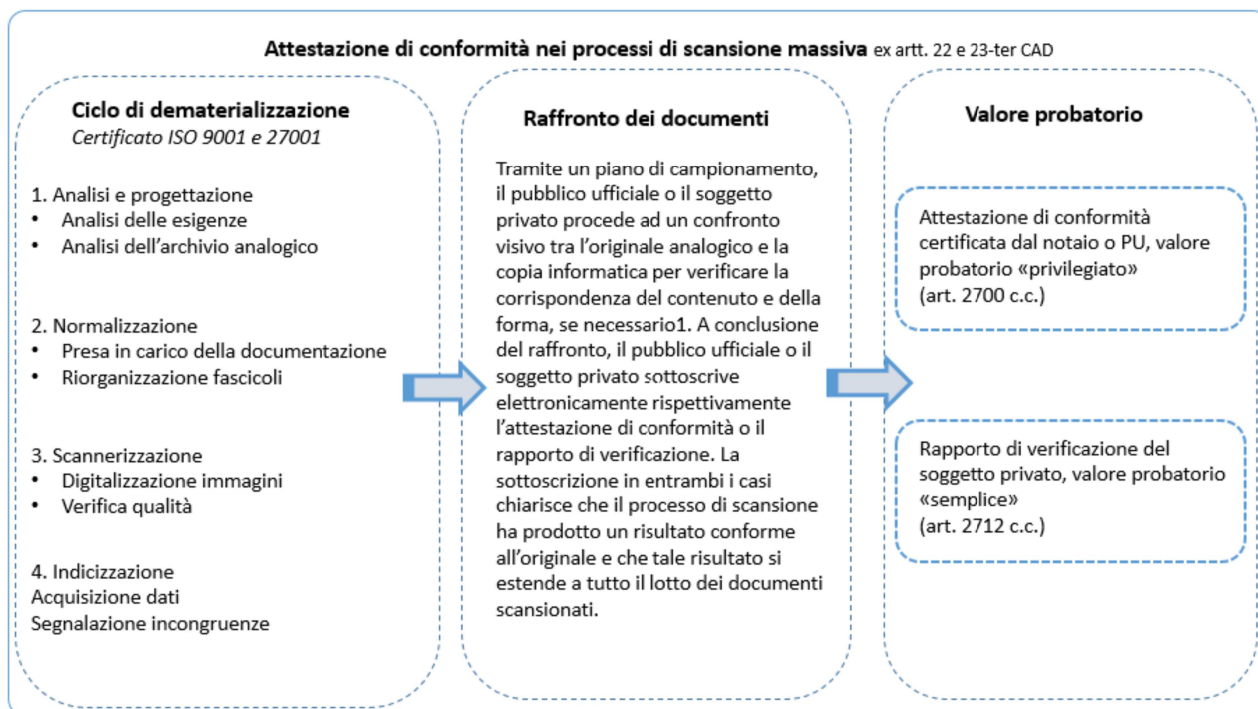 Attestazione di conformità nei processi di scansione massiva ex artt. 22 e 23-ter CAD
Ciclo di dematerializzazione
Certificato ISO 9001 e 27001
1. Analisi e progettazione
• Analisi delle esigenze
• Analisi dell’archivio analogico
2. Normalizzazione
• Presa in carico della documentazione
• Riorganizzazione fascicoli
3. Scannerizzazione
• Digitalizzazione immagini
• Verifica qualità
4. Indicizzazione
Acquisizione dati
Segnalazione incongruenze
Raffronto dei documenti
Tramite un piano di campionamento,
il pubblico ufficiale o il soggetto
privato procede ad un confronto
visivo tra l’originale analogico e la
copia informatica per verificare la
corrispondenza del contenuto e della
forma, se necessario1. A conclusione
del raffronto, il pubblico ufficiale o il
soggetto privato sottoscrive
elettronicamente rispettivamente
l’attestazione di conformità o il
rapporto di verificazione. La
sottoscrizione in entrambi i casi
chiarisce che il processo di scansione
ha prodotto un risultato conforme
all’originale e che tale risultato si
estende a tutto il lotto dei documenti
scansionati.
Valore probatorio
Attestazione di conformità
certificata dal notaio o PU, valore
probatorio «privilegiato»
(art. 2700 c.c.)
Rapporto di verificazione del
soggetto privato, valore probatorio
«semplice»
(art. 2712 c.c.)